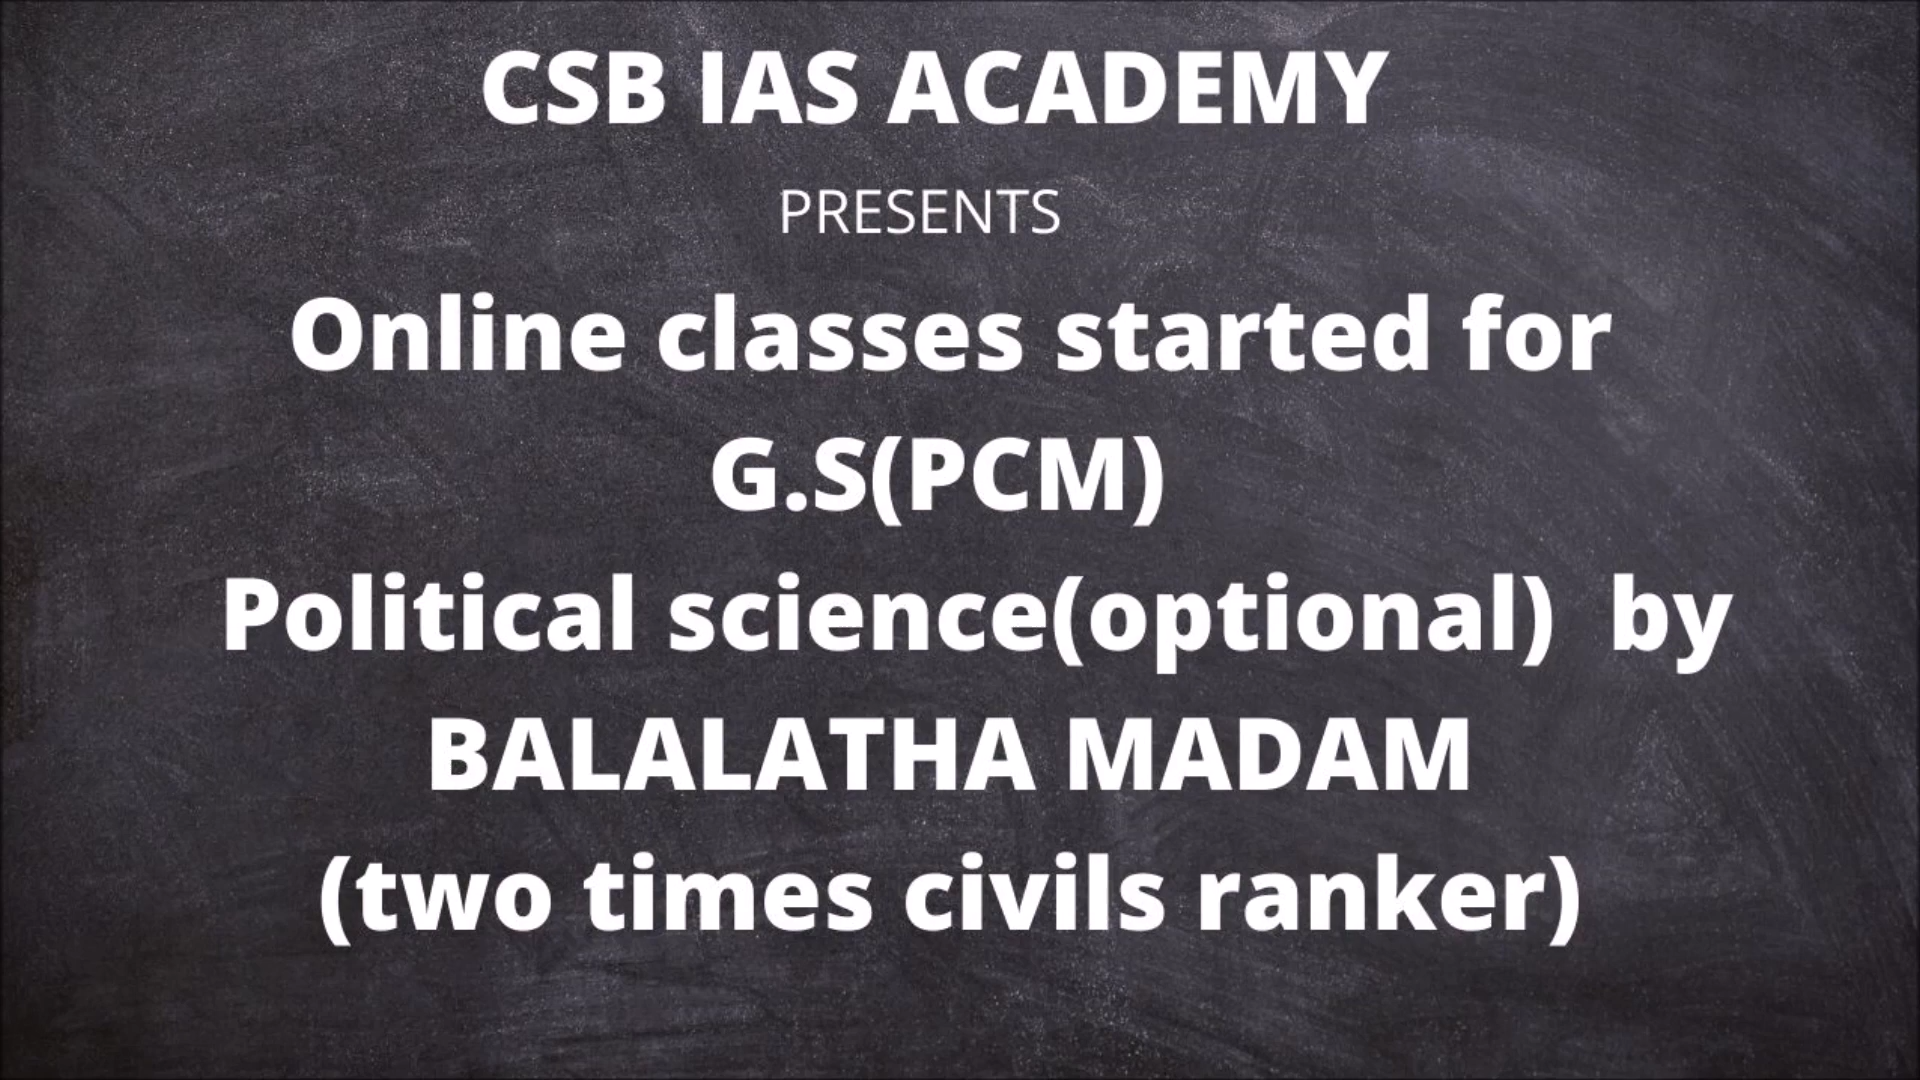 CSB IAS ACADEMY
PRESENTS
Online classes started for
G.S(PCM)
Political science(optional)  by
BALALATHA MADAM
(two times civils ranker)